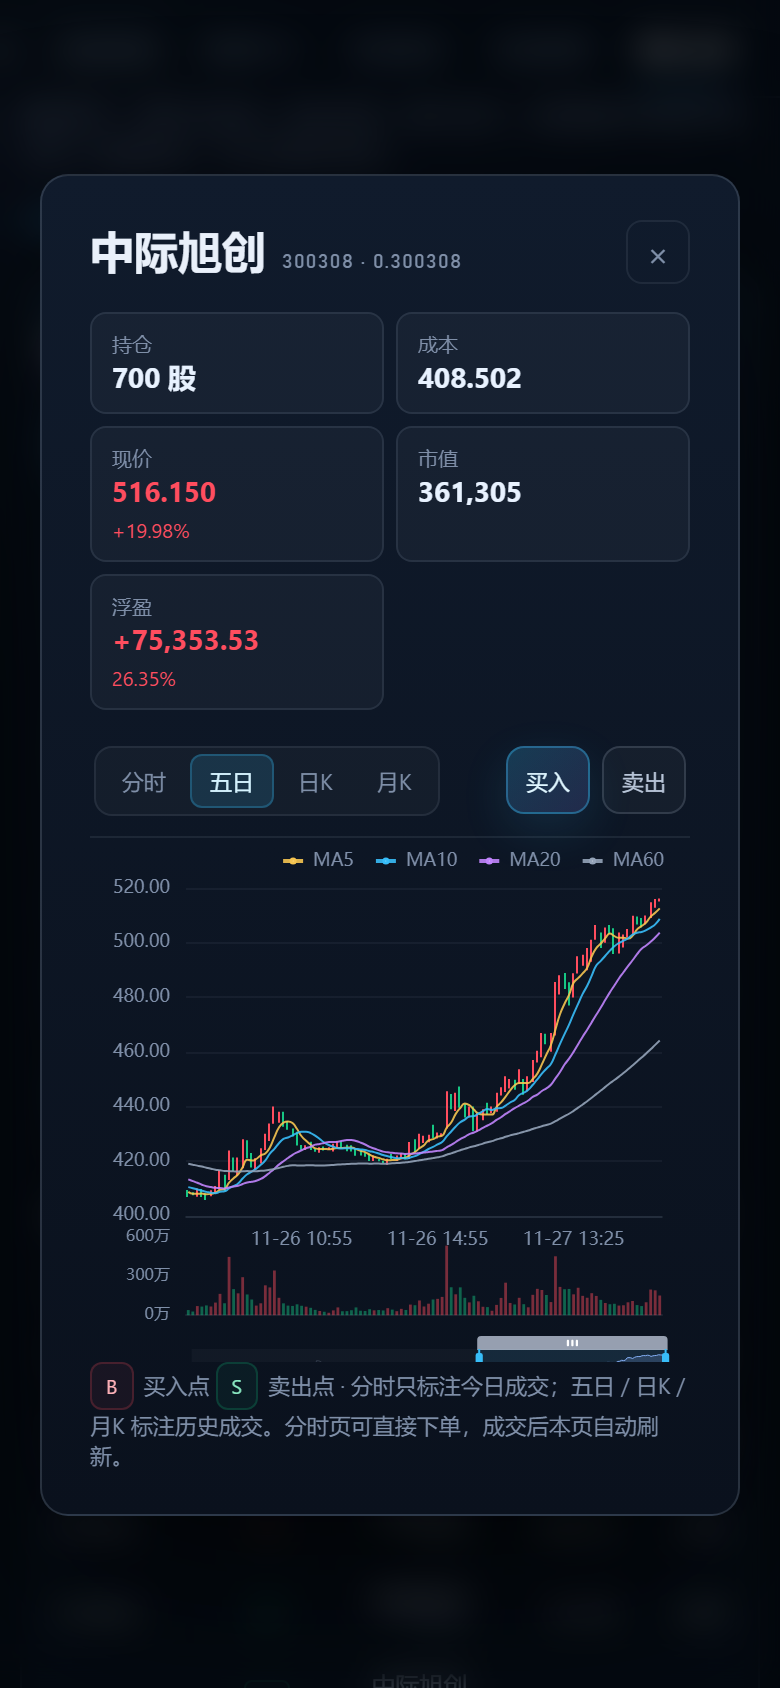 中际旭创 300308 · 0.300308 ×
持仓
700 股
成本
408.502
现价
516.150
+19.98%
市值
361,305
浮盈
+75,353.53
26.35%
分时 五日 日K 月K 买入 卖出
MA5 MA10 MA20 MA60
520.00
500.00
480.00
460.00
440.00
420.00
400.00
11-26 10:55 11-26 14:55 11-27 13:25
600万
300万
0万
B 买入点 S 卖出点 · 分时只标注今日成交；五日 / 日K /
月K 标注历史成交。分时页可直接下单，成交后本页自动刷
新。
中际旭创